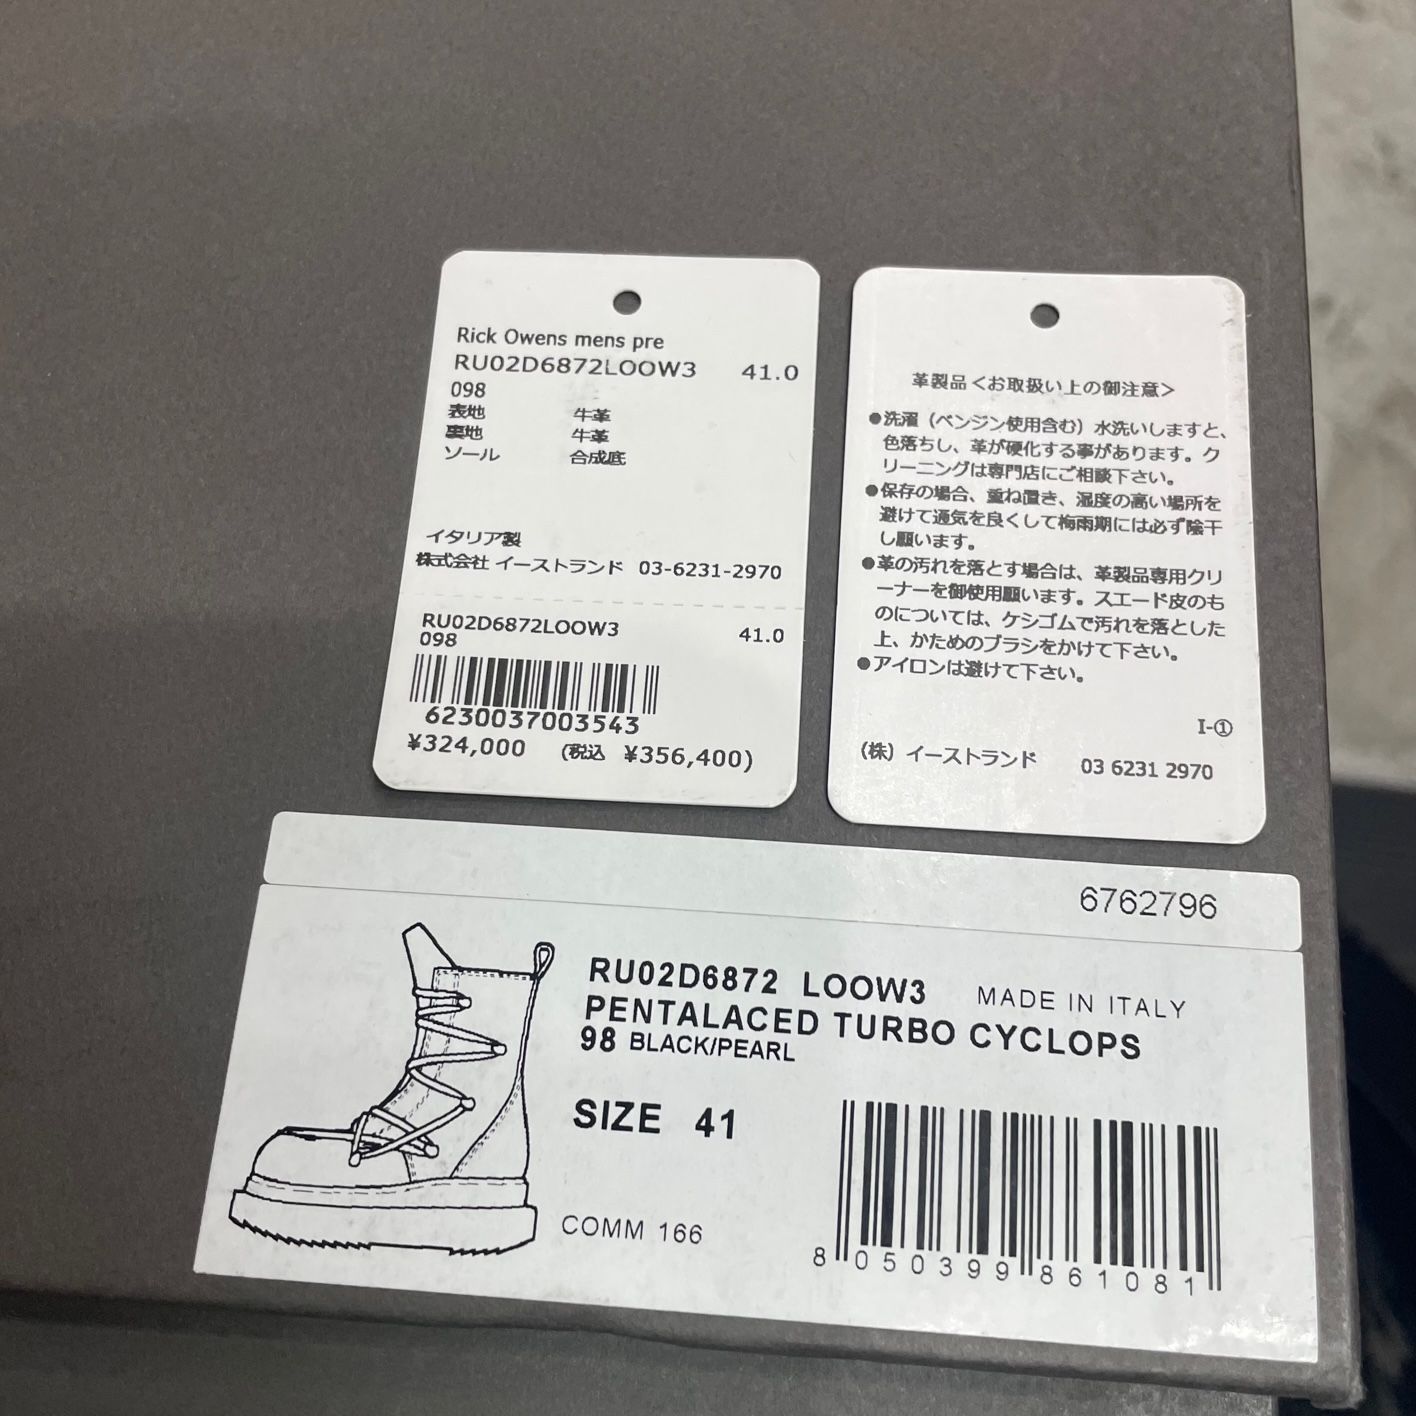 Rick Owens mens pre
RU02D6872LOOW3 41.0
098
表地 牛革
裏地 牛革
ソール 合成底
イタリア製
株式会社 イーストランド 03-6231-2970
RU02D6872LOOW3 41.0
098
6230037003543
¥324,000 (税込 ¥356,400)
革製品<お取扱い上の御注意>
●洗濯（ベンジン使用含む）水洗いしますと、
色落ちし、革が硬化する事があります。ク
リーニングは専門店にご相談下さい。
●保存の場合、重ね置き、湿度の高い場所を
避けて通気を良くして梅雨期には必ず陰干
し願います。
●革の汚れを落とす場合は、革製品専用クリ
ーナーを御使用願います。スエード皮のも
のについては、ケシゴムで汚れを落とした
上、かためのブラシをかけて下さい。
●アイロンは避けて下さい。
I-①
（株）イーストランド 03 6231 2970
6762796
RU02D6872 LOOW3 MADE IN ITALY
PENTALACED TURBO CYCLOPS
98 BLACK/PEARL
SIZE 41
COMM 166
8 050399 861081